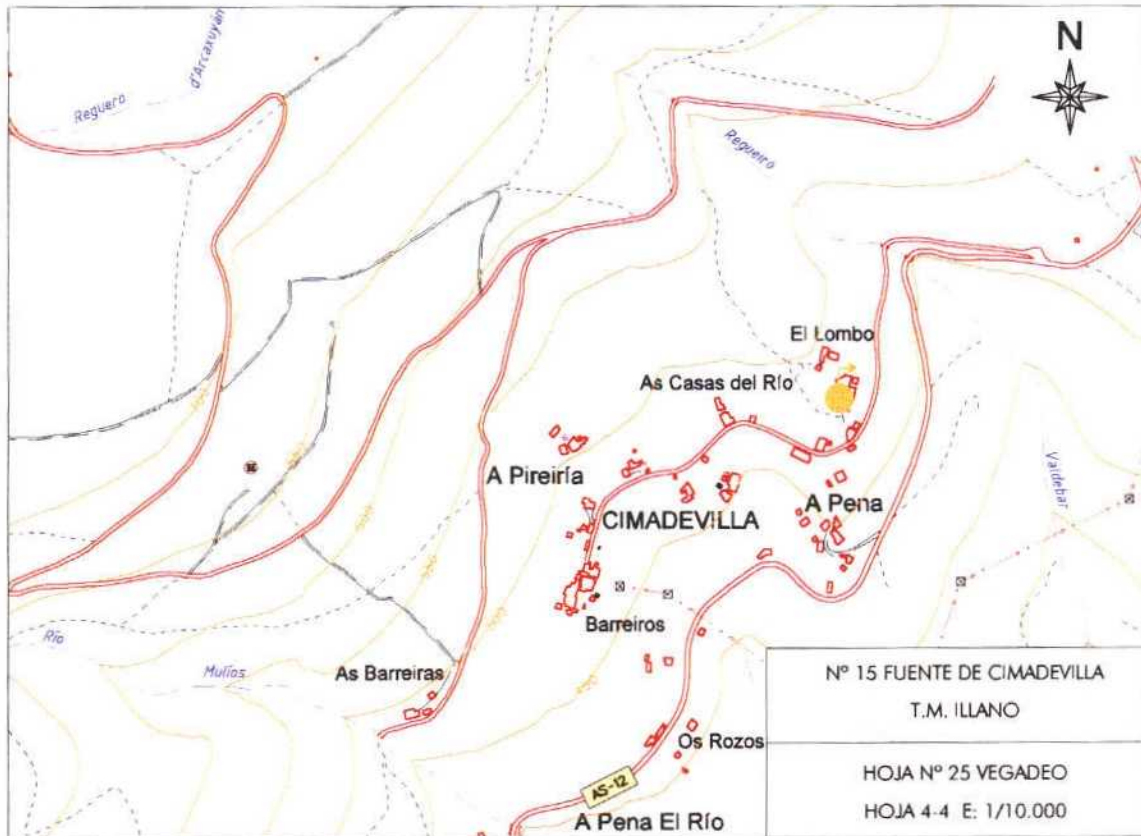 N
Reguero
d'Arcaxuyán
Regueiro
El Lombo
As Casas del Río
A Pireiría
CIMADEVILLA
A Pena
Valdebar
Barreiros
Río
Mulíos
As Barreiras
Os Rozos
AS-12
A Pena El Río
Nº 15 FUENTE DE CIMADEVILLA
T.M. ILLANO
HOJA Nº 25 VEGADEO
HOJA 4-4 E: 1/10.000